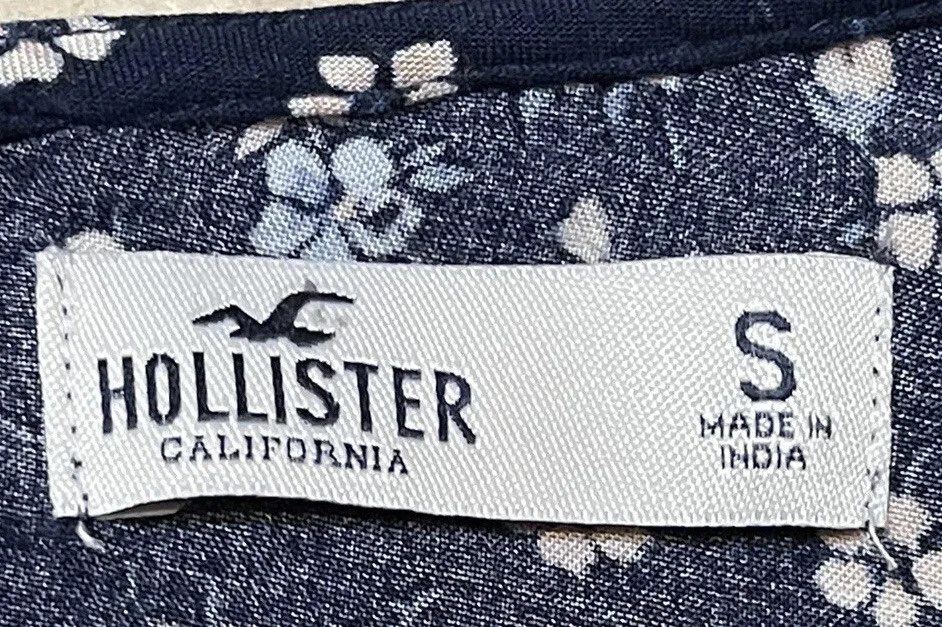 HOLLISTER
CALIFORNIA
S
MADE IN
INDIA